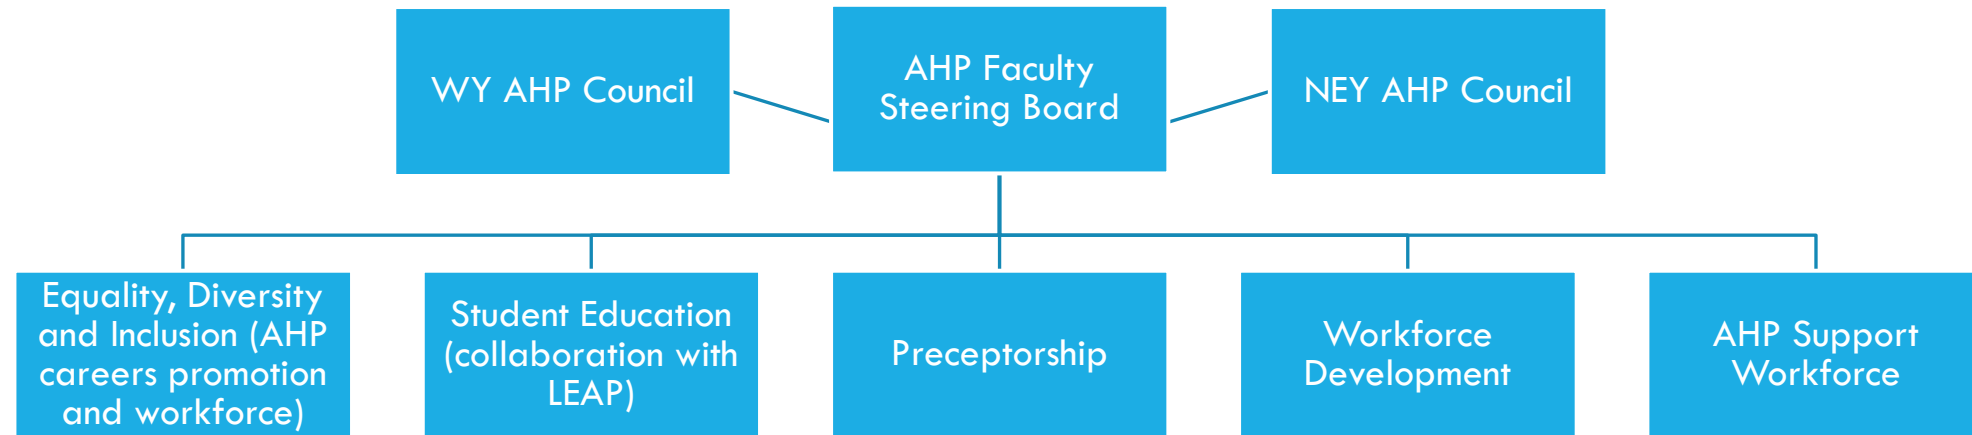 WY AHP Council
AHP Faculty
Steering Board
NEY AHP Council
Equality, Diversity
and Inclusion (AHP
careers promotion
and workforce)
Student Education
(collaboration with
LEAP)
Preceptorship
Workforce
Development
AHP Support
Workforce